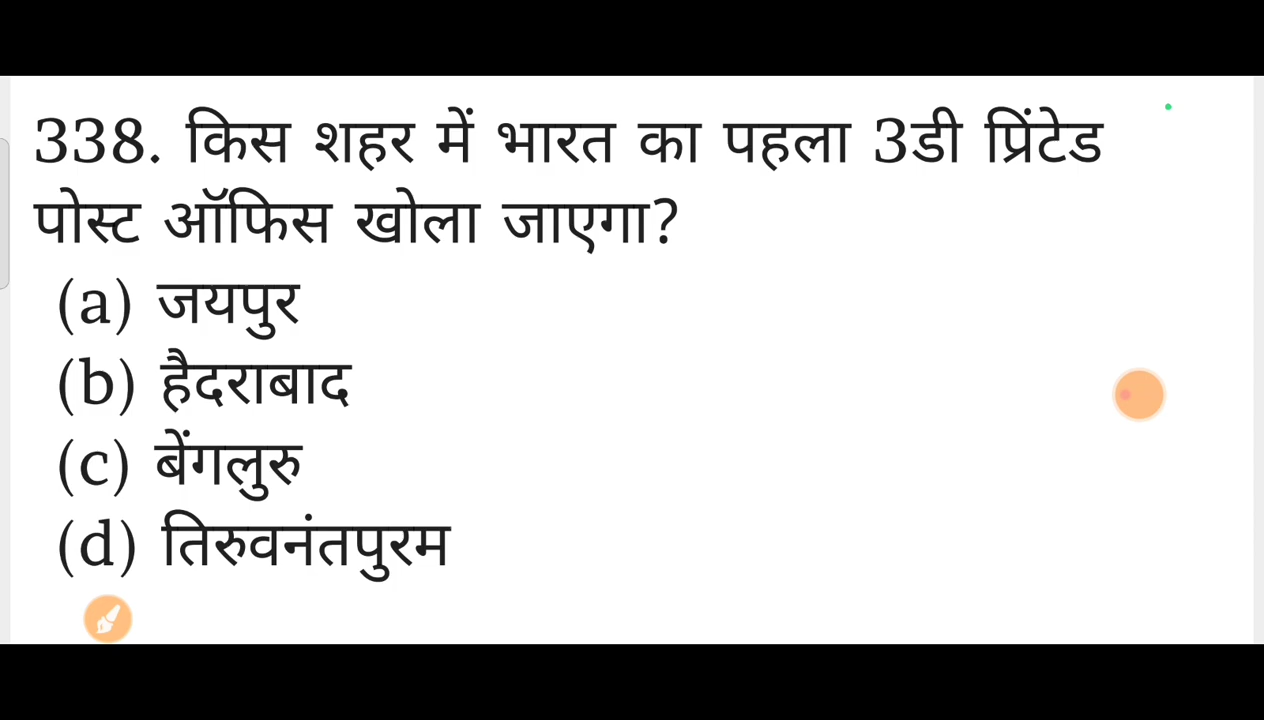 338. किस शहर में भारत का पहला 3डी प्रिंटेड
पोस्ट ऑफिस खोला जाएगा?
(a) जयपुर
(b) हैदराबाद
(c) बेंगलुरु
(d) तिरुवनंतपुरम